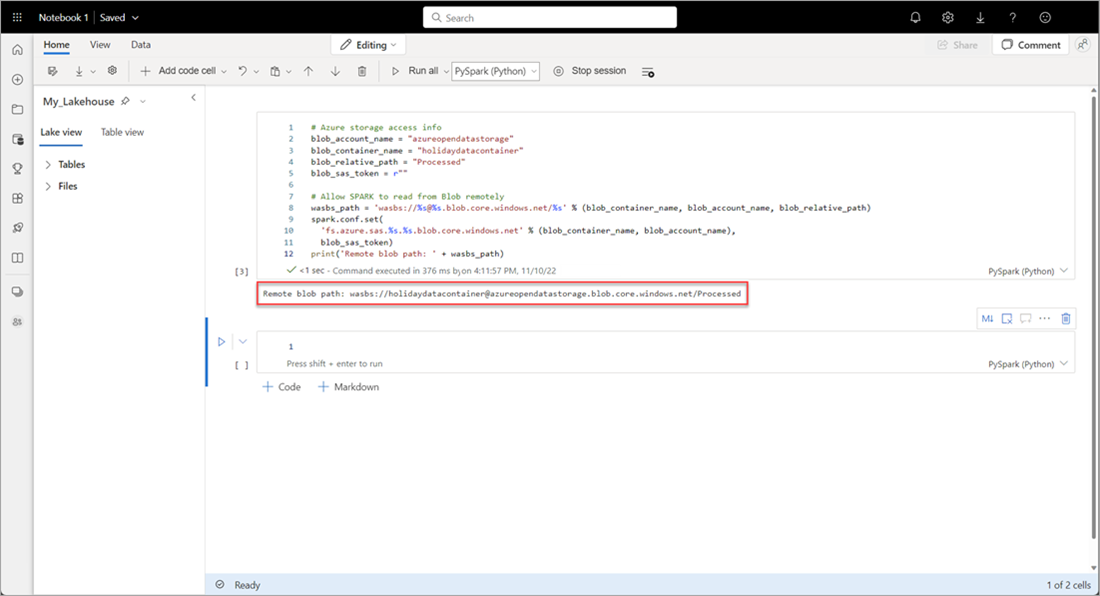 Notebook 1 | Saved
Search
Home View Data
Editing
Share
Comment
Add code cell
Run all
PySpark (Python)
Stop session
My_Lakehouse
Lake view Table view
Tables
Files
1 # Azure storage access info
2 blob_account_name = "azureopendatastorage"
3 blob_container_name = "holidaydatacontainer"
4 blob_relative_path = "Processed"
5 blob_sas_token = r""
6
7 # Allow SPARK to read from Blob remotely
8 wasbs_path = 'wasbs://%s@%s.blob.core.windows.net/%s' % (blob_container_name, blob_account_name, blob_relative_path)
9 spark.conf.set(
10 'fs.azure.sas.%s.%s.blob.core.windows.net' % (blob_container_name, blob_account_name),
11 blob_sas_token)
12 print('Remote blob path: ' + wasbs_path)
[3]
<1 sec - Command executed in 376 ms by on 4:11:57 PM, 11/10/22
PySpark (Python)
Remote blob path: wasbs://holidaydatacontainer@azureopendatastorage.blob.core.windows.net/Processed
M↓
1
[ ]
Press shift + enter to run
PySpark (Python)
+ Code + Markdown
Ready
1 of 2 cells